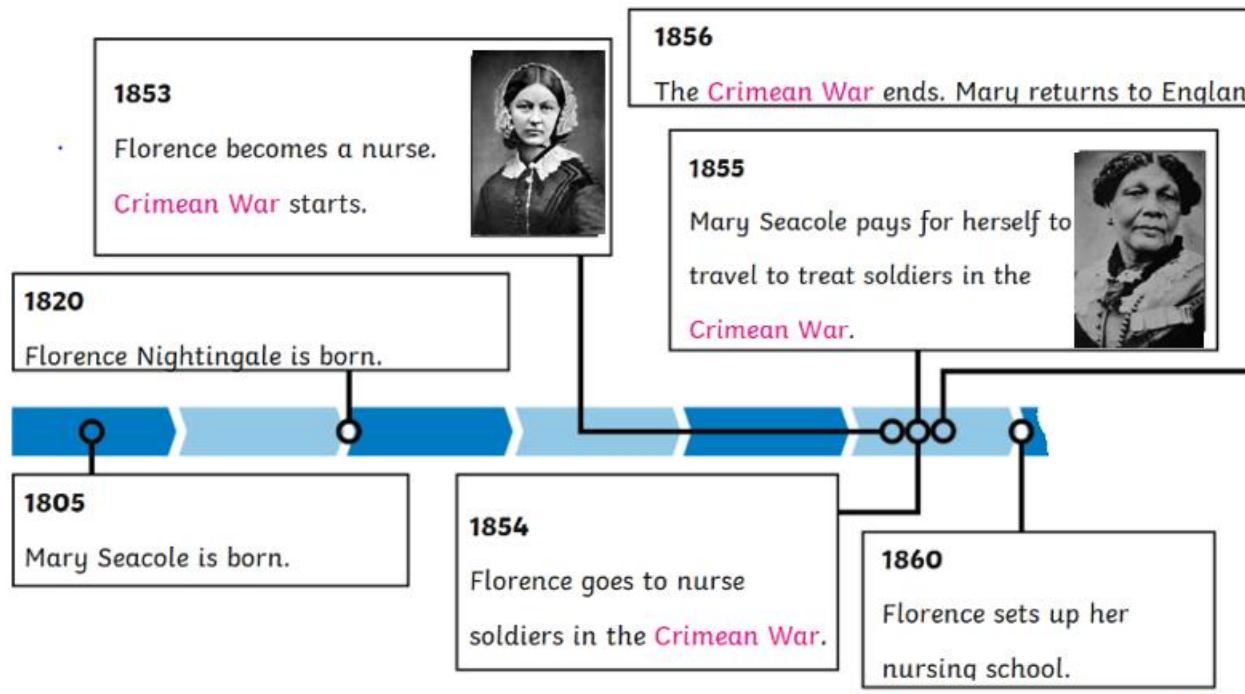 1853
Florence becomes a nurse.
Crimean War starts.
1856
The Crimean War ends. Mary returns to Englan
1855
Mary Seacole pays for herself to
travel to treat soldiers in the
Crimean War.
1820
Florence Nightingale is born.
1805
Mary Seacole is born.
1854
Florence goes to nurse
soldiers in the Crimean War.
1860
Florence sets up her
nursing school.